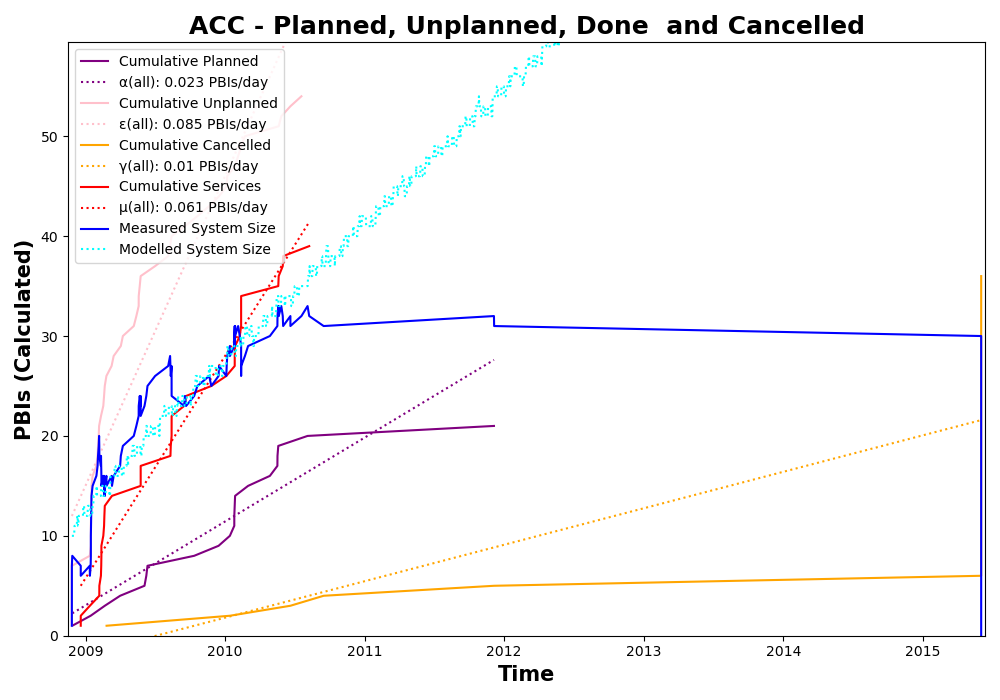 ACC - Planned, Unplanned, Done  and Cancelled
Cumulative Planned
α(all): 0.023 PBIs/day
Cumulative Unplanned
ε(all): 0.085 PBIs/day
Cumulative Cancelled
γ(all): 0.01 PBIs/day
Cumulative Services
μ(all): 0.061 PBIs/day
Measured System Size
Modelled System Size
PBIs (Calculated)
50
40
30
20
10
0
2009 2010 2011 2012 2013 2014 2015
Time